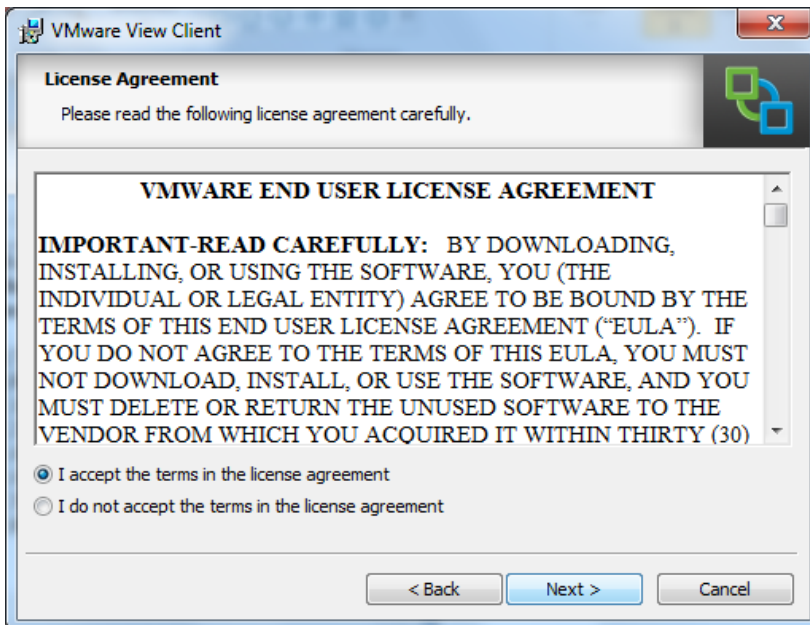 VMware View Client
License Agreement
Please read the following license agreement carefully.
VMWARE END USER LICENSE AGREEMENT
IMPORTANT-READ CAREFULLY: BY DOWNLOADING,
INSTALLING, OR USING THE SOFTWARE, YOU (THE
INDIVIDUAL OR LEGAL ENTITY) AGREE TO BE BOUND BY THE
TERMS OF THIS END USER LICENSE AGREEMENT (“EULA”). IF
YOU DO NOT AGREE TO THE TERMS OF THIS EULA, YOU MUST
NOT DOWNLOAD, INSTALL, OR USE THE SOFTWARE, AND YOU
MUST DELETE OR RETURN THE UNUSED SOFTWARE TO THE
VENDOR FROM WHICH YOU ACQUIRED IT WITHIN THIRTY (30)
I accept the terms in the license agreement
I do not accept the terms in the license agreement
< Back Next > Cancel